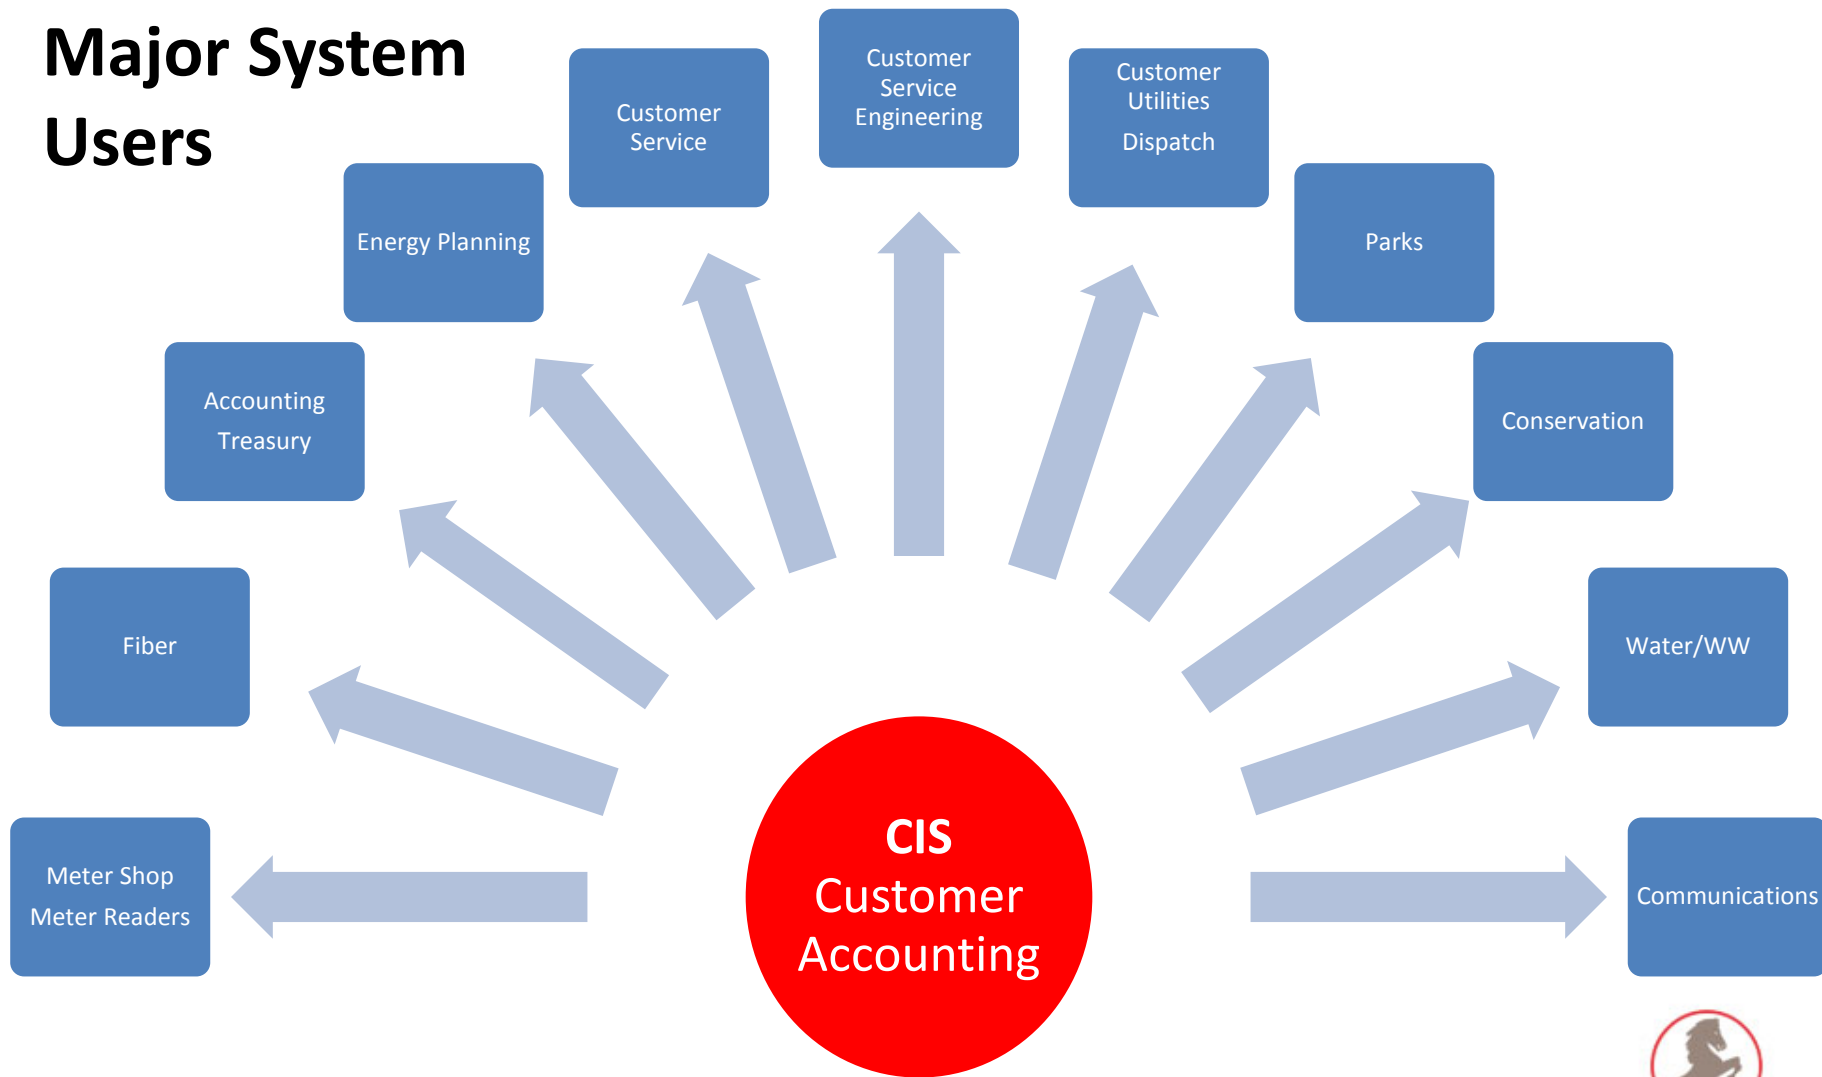 Major System
Users
Customer
Service
Engineering
Customer
Service
Customer
Utilities
Dispatch
Energy Planning
Parks
Accounting
Treasury
Conservation
Fiber
Water/WW
Meter Shop
Meter Readers
CIS
Customer
Accounting
Communications